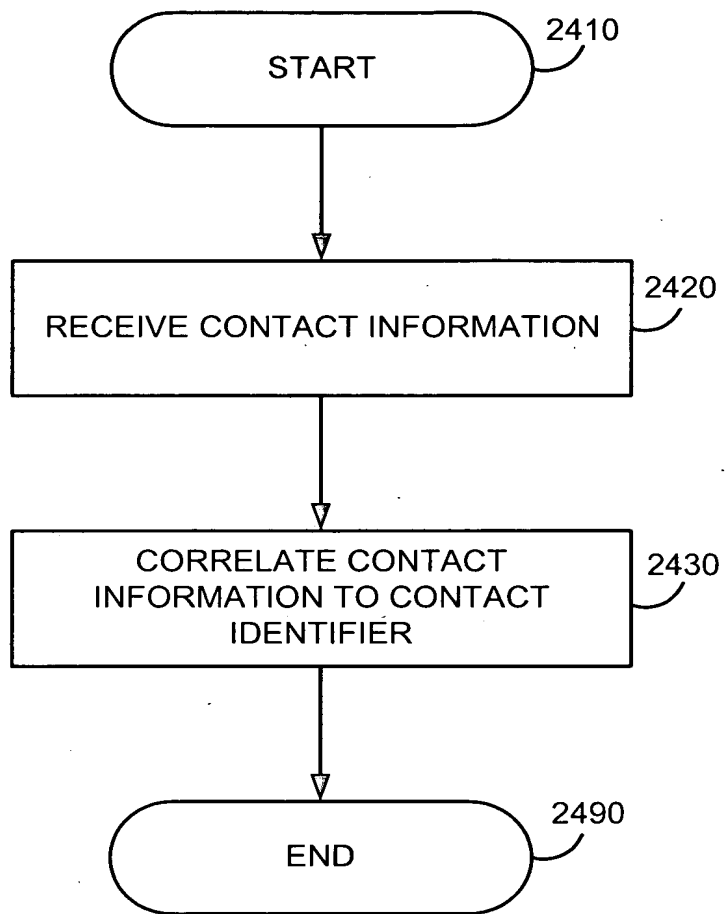 2410
START
2420
RECEIVE CONTACT INFORMATION
2430
CORRELATE CONTACT
INFORMATION TO CONTACT
IDENTIFIER
2490
END